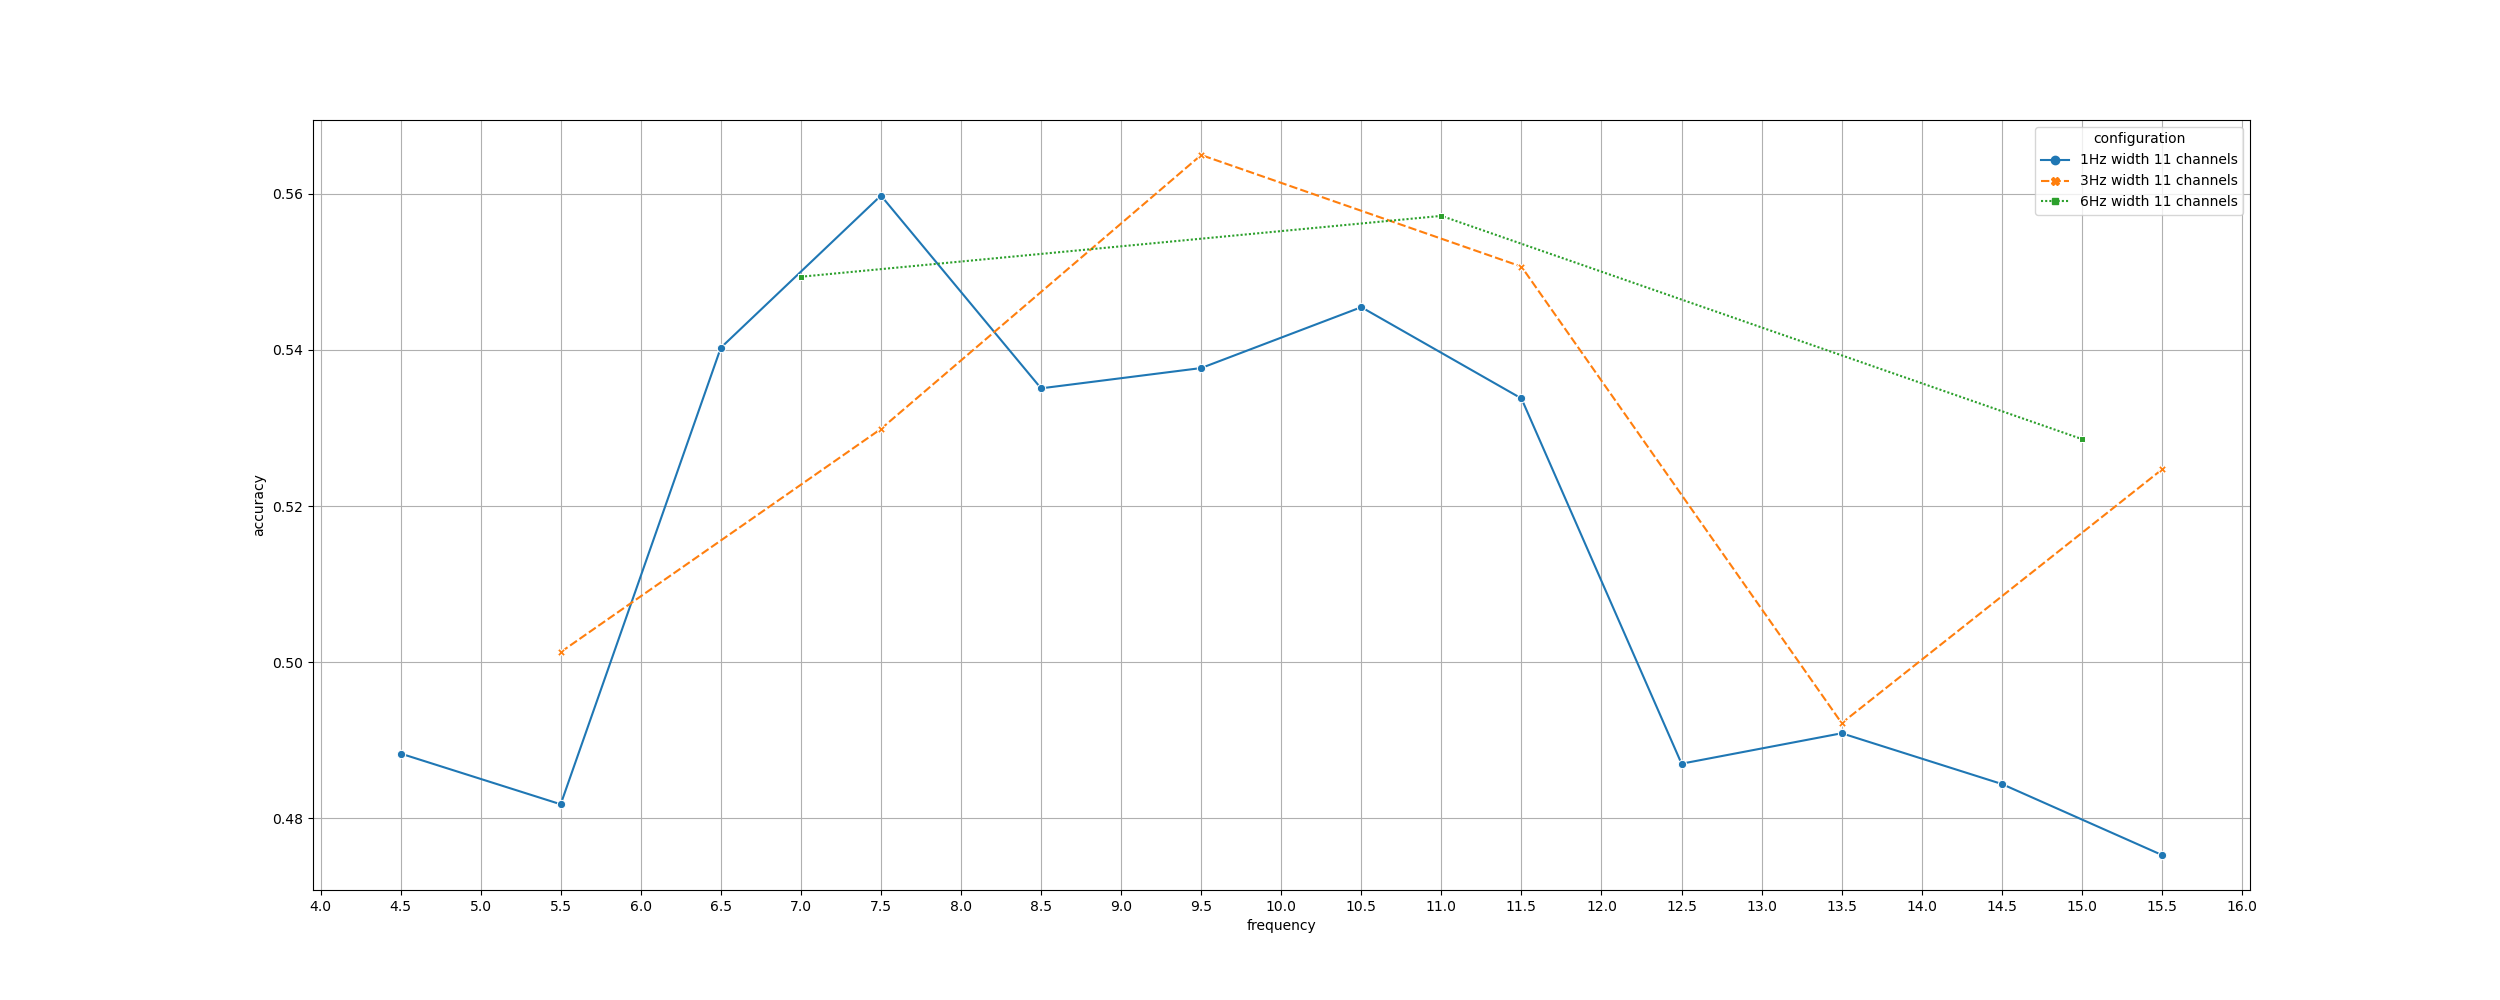 configuration
1Hz width 11 channels
3Hz width 11 channels
6Hz width 11 channels
0.56
0.54
0.52
0.50
0.48
accuracy
4.0 4.5 5.0 5.5 6.0 6.5 7.0 7.5 8.0 8.5 9.0 9.5 10.0 10.5 11.0 11.5 12.0 12.5 13.0 13.5 14.0 14.5 15.0 15.5 16.0
frequency